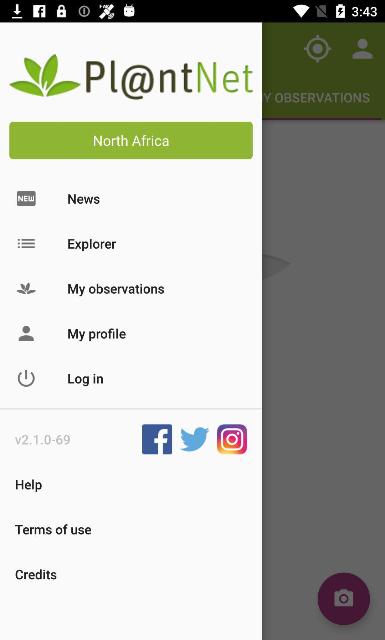 3:43
Pl@ntNet
Y OBSERVATIONS
North Africa
NEW News
Explorer
My observations
My profile
Log in
v2.1.0-69
Help
Terms of use
Credits